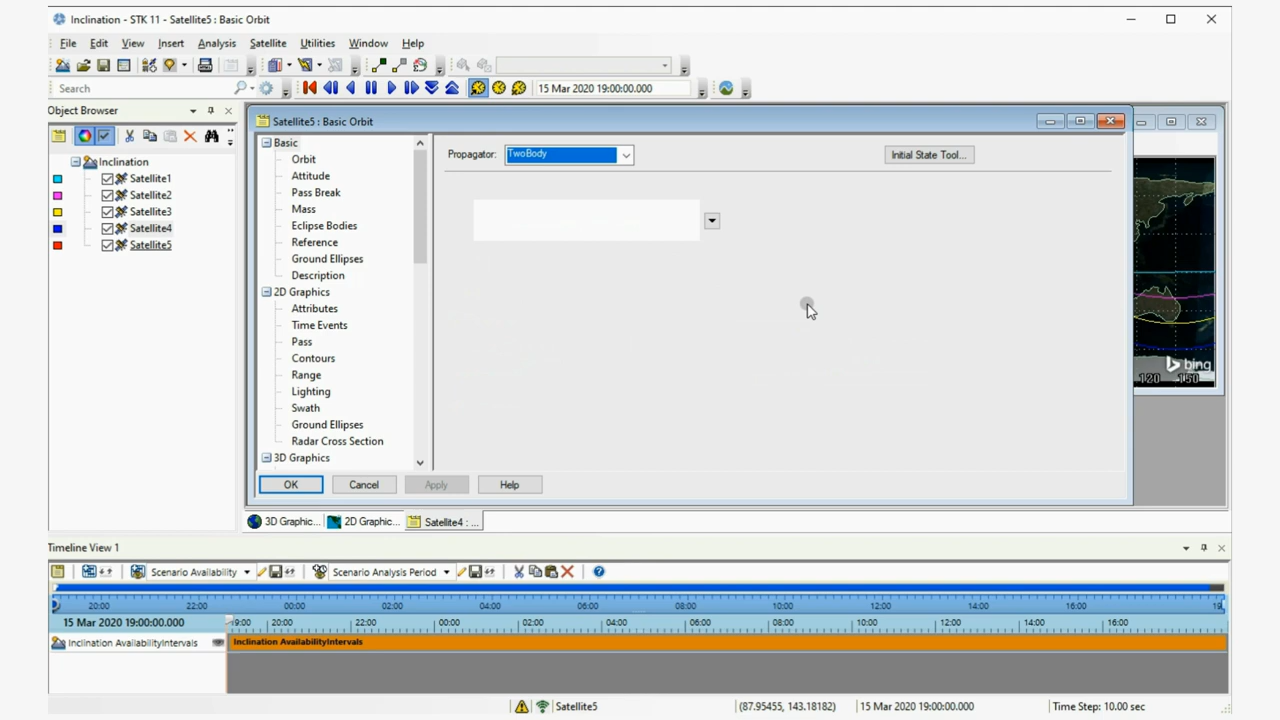 Inclination - STK 11 - Satellite5 : Basic Orbit
File Edit View Insert Analysis Satellite Utilities Window Help
Search
15 Mar 2020 19:00:00.000
Object Browser
Inclination
Satellite1
Satellite2
Satellite3
Satellite4
Satellite5
Satellite5 : Basic Orbit
Basic
Orbit
Attitude
Pass Break
Mass
Eclipse Bodies
Reference
Ground Ellipses
Description
2D Graphics
Attributes
Time Events
Pass
Contours
Range
Lighting
Swath
Ground Ellipses
Radar Cross Section
3D Graphics
Propagator: TwoBody
Initial State Tool...
OK Cancel Apply Help
bing
120 150
3D Graphic... 2D Graphic... Satellite4 : ...
Timeline View 1
Scenario Availability Scenario Analysis Period
20:00 22:00 00:00 02:00 04:00 06:00 08:00 10:00 12:00 14:00 16:00 19
15 Mar 2020 19:00:00.000 19:00 20:00 22:00 00:00 02:00 04:00 06:00 08:00 10:00 12:00 14:00 16:00
Inclination AvailabilityIntervals Inclination AvailabilityIntervals
Satellite5 (87.95455, 143.18182) 15 Mar 2020 19:00:00.000 Time Step: 10.00 sec